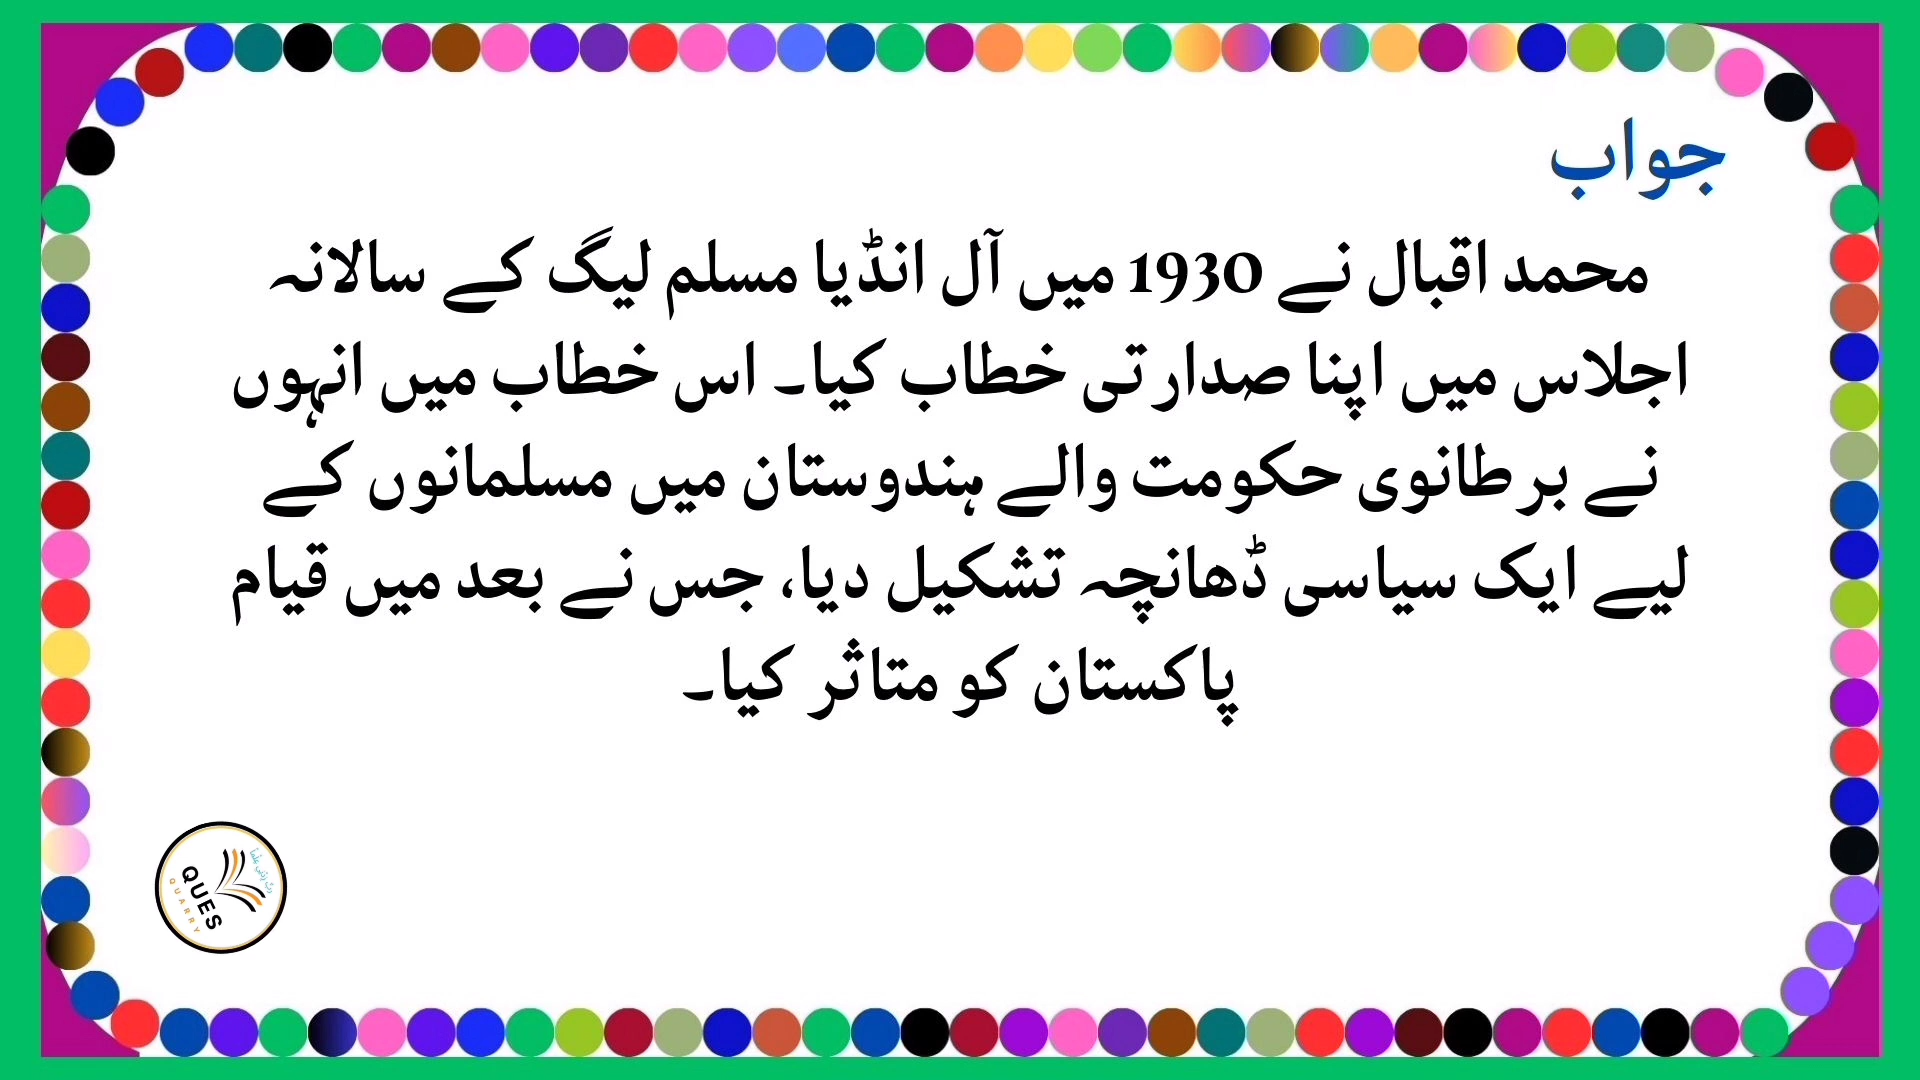 جواب
محمد اقبال نے 1930 میں آل انڈیا مسلم لیگ کے سالانہ
اجلاس میں اپنا صدارتی خطاب کیا۔ اس خطاب میں انہوں
نے برطانوی حکومت والے ہندوستان میں مسلمانوں کے
لیے ایک سیاسی ڈھانچہ تشکیل دیا، جس نے بعد میں قیام
پاکستان کو متاثر کیا۔
QUES
QUARRY